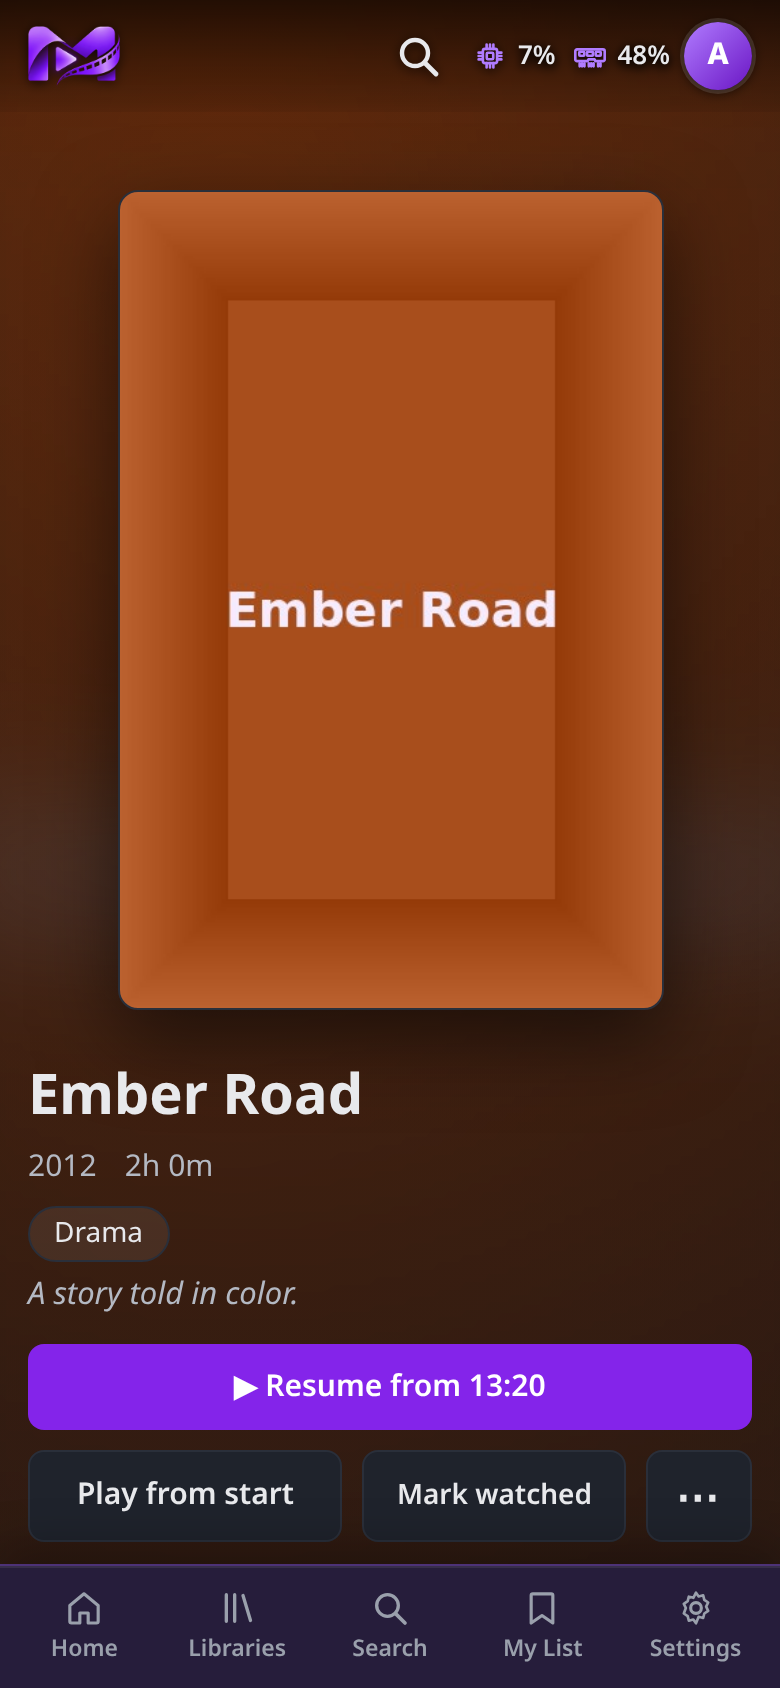 7% 48% A
Ember Road
Ember Road
2012 2h 0m
Drama
A story told in color.
▶ Resume from 13:20
Play from start Mark watched ...
Home Libraries Search My List Settings